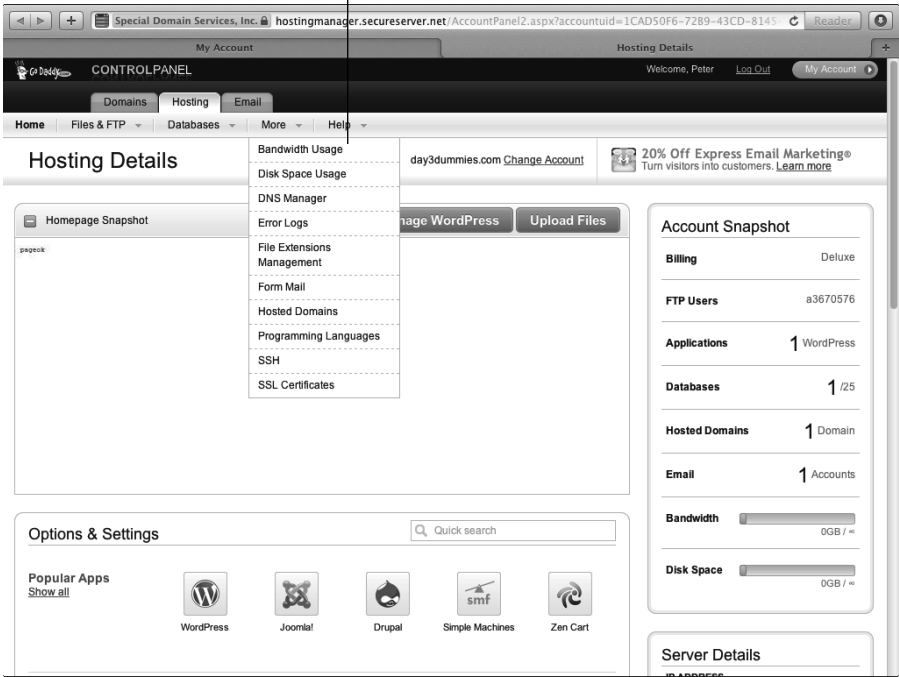 Special Domain Services, Inc. hostingmanager.secureserver.net/AccountPanel2.aspx?accountuid=1CAD50F6-7289-43CD-8145 Reader
My Account Hosting Details +
Go Daddy.com CONTROLPANEL Welcome, Peter Log Out My Account
Domains Hosting Email
Home Files & FTP Databases More Help
Hosting Details
day3dummies.com Change Account
20% Off Express Email Marketing®
Turn visitors into customers. Learn more
Bandwidth Usage
Disk Space Usage
DNS Manager
Error Logs
File Extensions
Management
Form Mail
Hosted Domains
Programming Languages
SSH
SSL Certificates
Homepage Snapshot
nage WordPress Upload Files
pageok
Account Snapshot
Billing Deluxe
FTP Users a3670576
Applications 1 WordPress
Databases 1 /25
Hosted Domains 1 Domain
Email 1 Accounts
Bandwidth
0GB / ∞
Disk Space
0GB / ∞
Options & Settings
Quick search
Popular Apps
Show all
smf
WordPress Joomla! Drupal Simple Machines Zen Cart
Server Details
IP ADDRESS